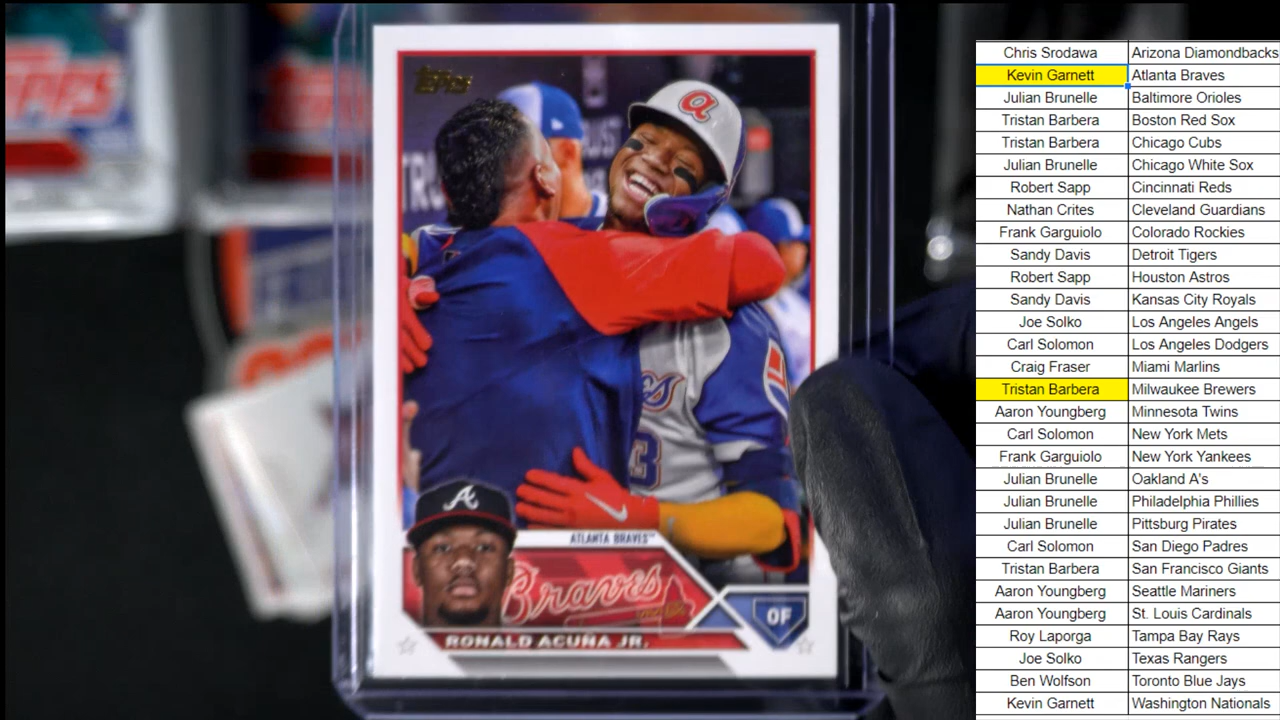 Topps
a
ATLANTA BRAVES™
A
Braves
OF
RONALD ACUÑA JR.
Chris Srodawa Arizona Diamondbacks
Kevin Garnett Atlanta Braves
Julian Brunelle Baltimore Orioles
Tristan Barbera Boston Red Sox
Tristan Barbera Chicago Cubs
Julian Brunelle Chicago White Sox
Robert Sapp Cincinnati Reds
Nathan Crites Cleveland Guardians
Frank Garguiolo Colorado Rockies
Sandy Davis Detroit Tigers
Robert Sapp Houston Astros
Sandy Davis Kansas City Royals
Joe Solko Los Angeles Angels
Carl Solomon Los Angeles Dodgers
Craig Fraser Miami Marlins
Tristan Barbera Milwaukee Brewers
Aaron Youngberg Minnesota Twins
Carl Solomon New York Mets
Frank Garguiolo New York Yankees
Julian Brunelle Oakland A's
Julian Brunelle Philadelphia Phillies
Julian Brunelle Pittsburg Pirates
Carl Solomon San Diego Padres
Tristan Barbera San Francisco Giants
Aaron Youngberg Seattle Mariners
Aaron Youngberg St. Louis Cardinals
Roy Laporga Tampa Bay Rays
Joe Solko Texas Rangers
Ben Wolfson Toronto Blue Jays
Kevin Garnett Washington Nationals